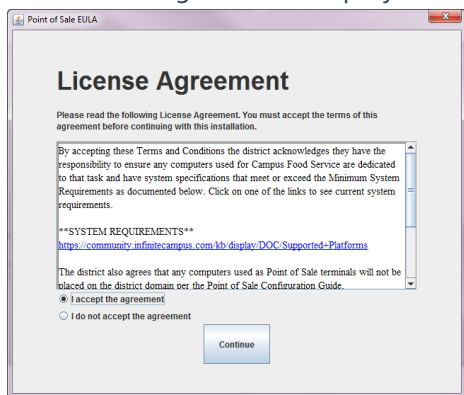 Point of Sale EULA
License Agreement
Please read the following License Agreement. You must accept the terms of this
agreement before continuing with this installation.
By accepting these Terms and Conditions the district acknowledges they have the
responsibility to ensure any computers used for Campus Food Service are dedicated
to that task and have system specifications that meet or exceed the Minimum System
Requirements as documented below. Click on one of the links to see current system
requirements.
**SYSTEM REQUIREMENTS**
https://community.infinitecampus.com/kb/display/DOC/Supported+Platforms
The district also agrees that any computers used as Point of Sale terminals will not be
placed on the district domain per the Point of Sale Configuration Guide.
I accept the agreement
I do not accept the agreement
Continue